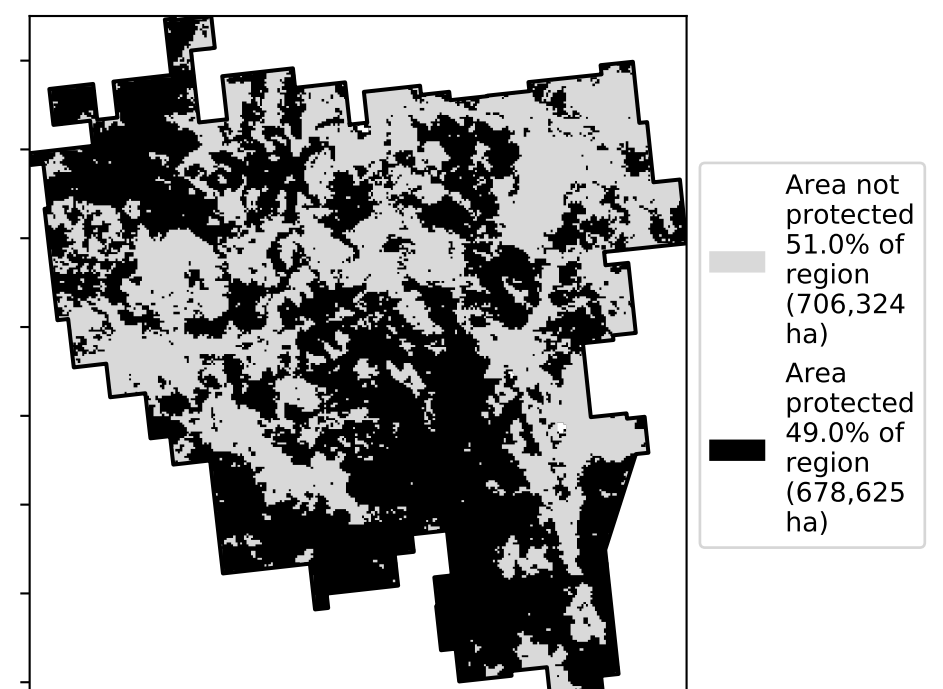 Area not
protected
51.0% of
region
(706,324
ha)
Area
protected
49.0% of
region
(678,625
ha)